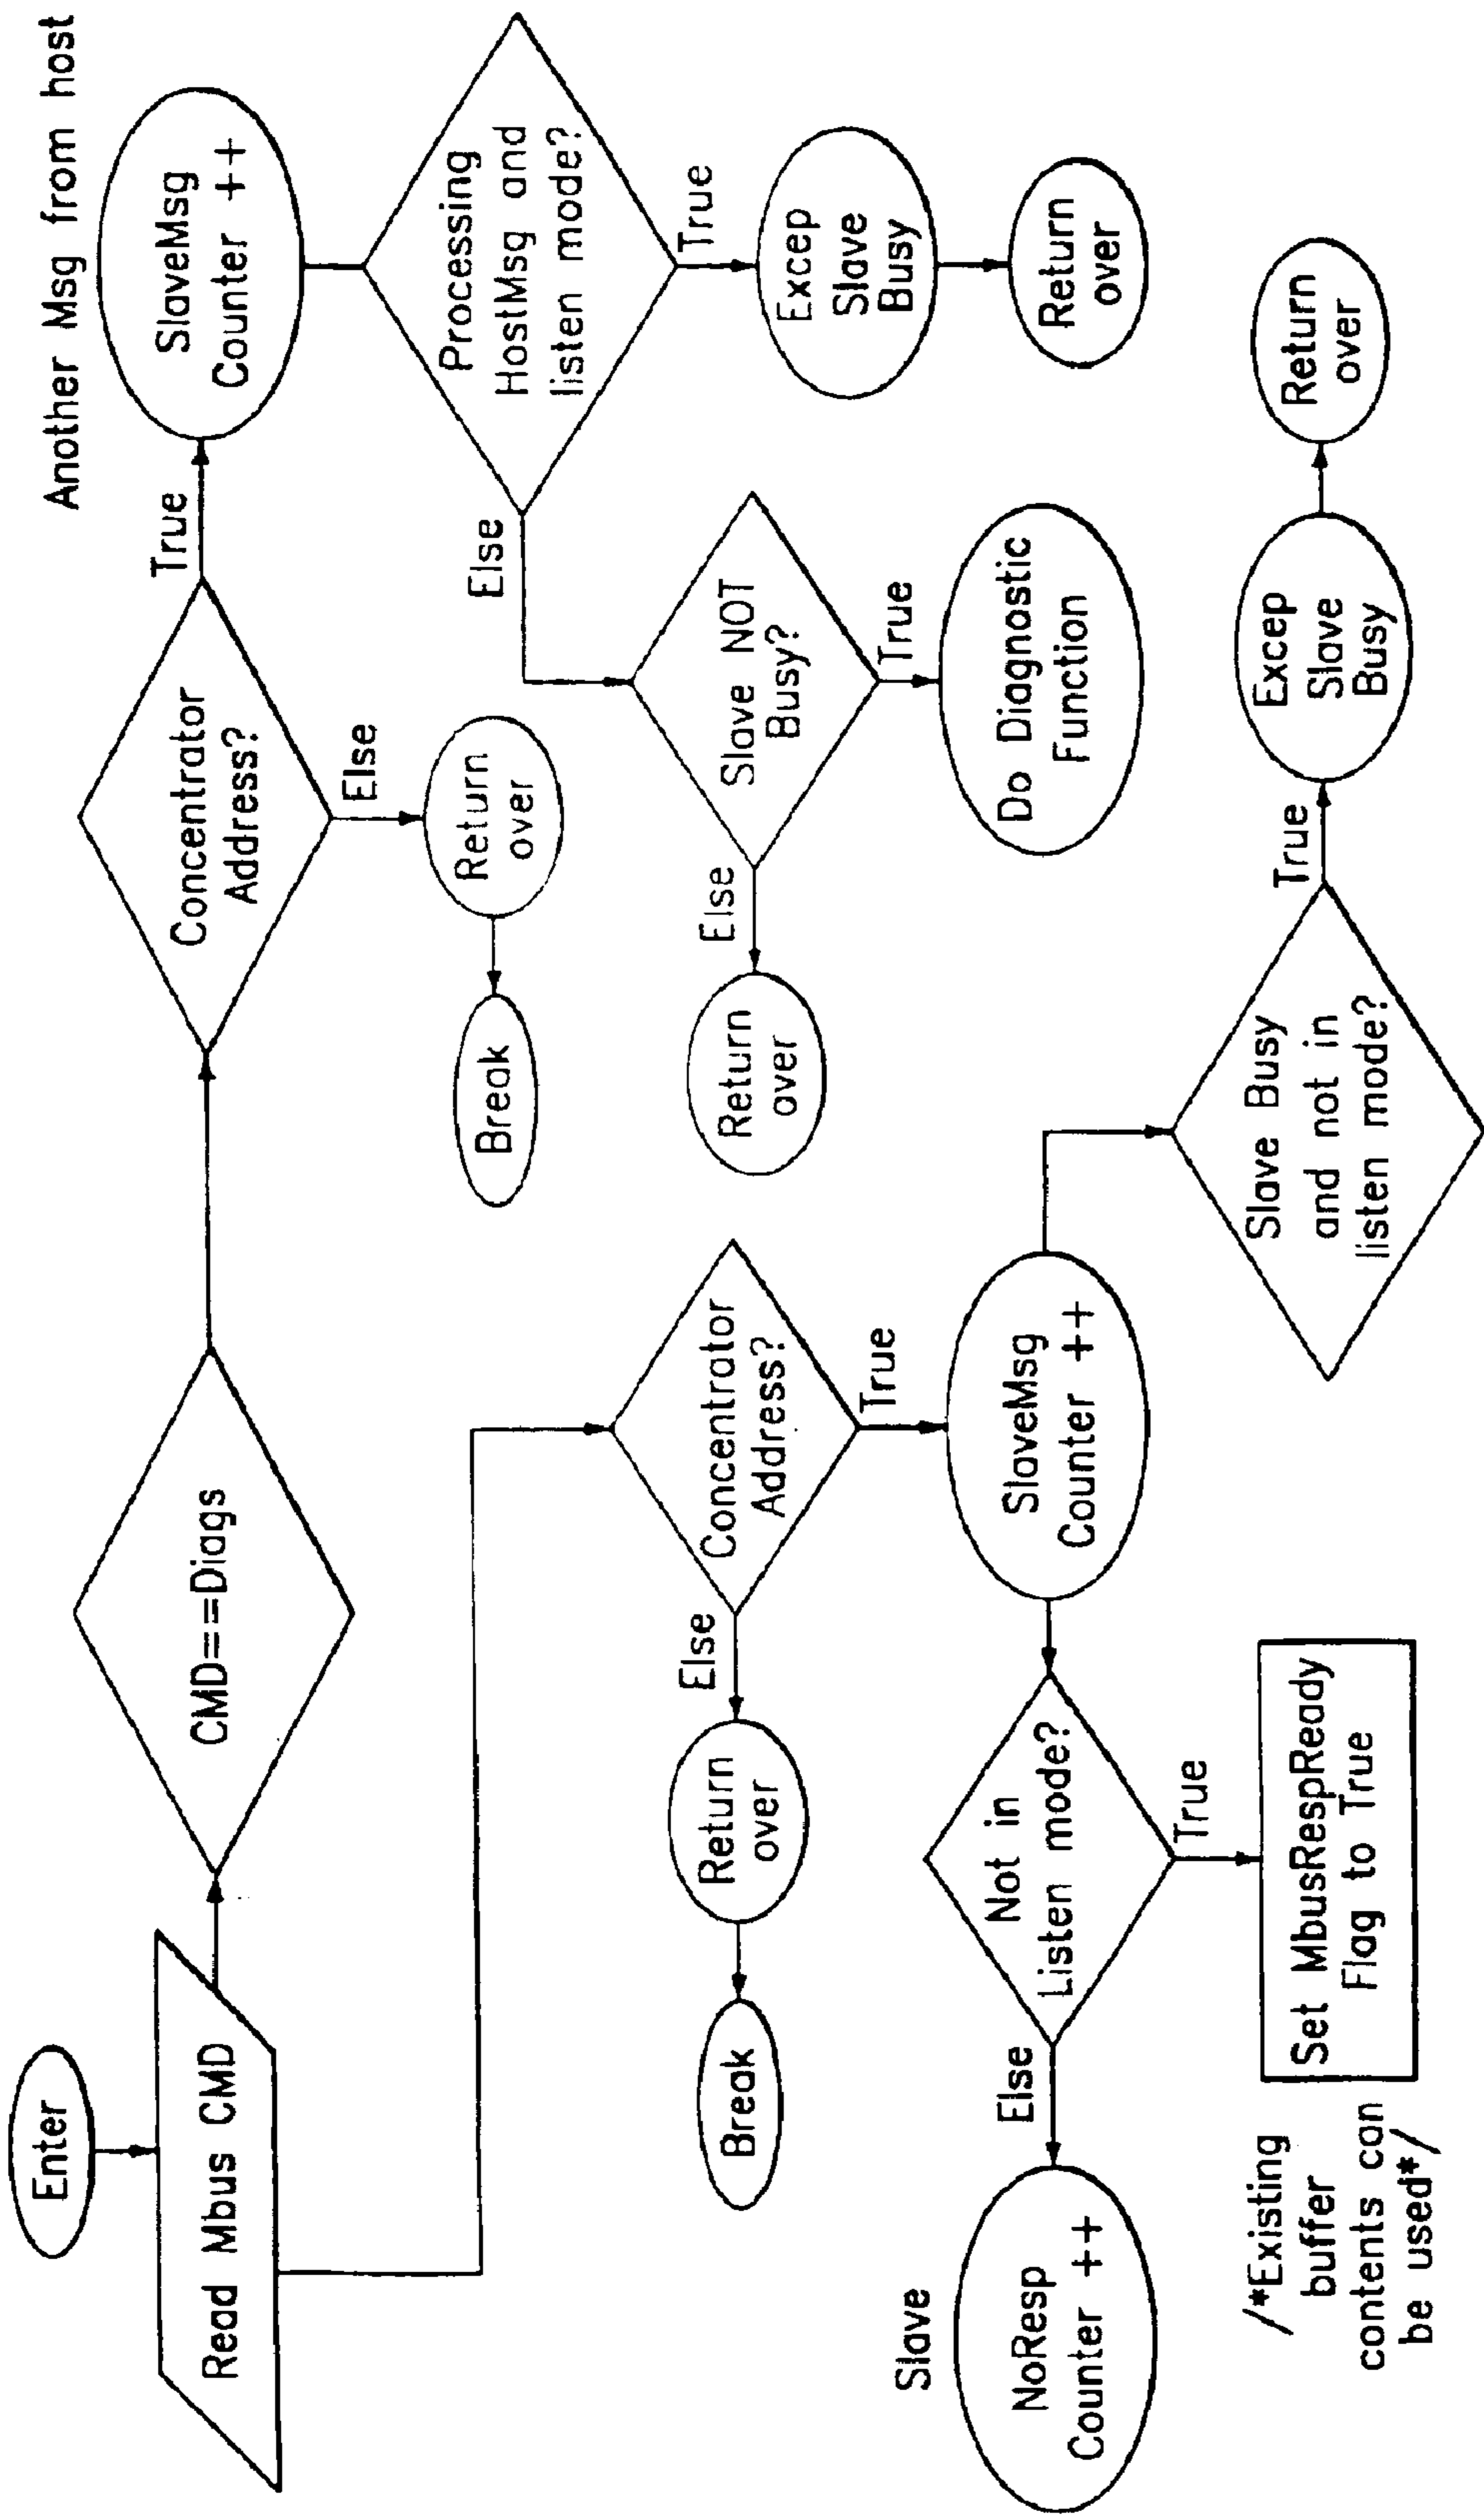 Another Msg from host
Enter
Read Mbus CMD
CMD==Diags
Concentrator
Address?
True
SlaveMsg
Counter ++
Else
Return
over
Break
Processing
HostMsg and
listen mode?
True
Excep
Slave
Busy
Return
over
Else
Slave NOT
Busy?
Else
Return
over
True
Do Diagnostic
Function
Concentrator
Address?
Else
Return
over
Break
True
SlaveMsg
Counter ++
Not in
Listen mode?
Else
Slave
NoResp
Counter ++
True
Set MbusRespReady
Flag to True
/*Existing
buffer
contents can
be used*/
Slave Busy
and not in
listen mode?
True
Excep
Slave
Busy
Return
over